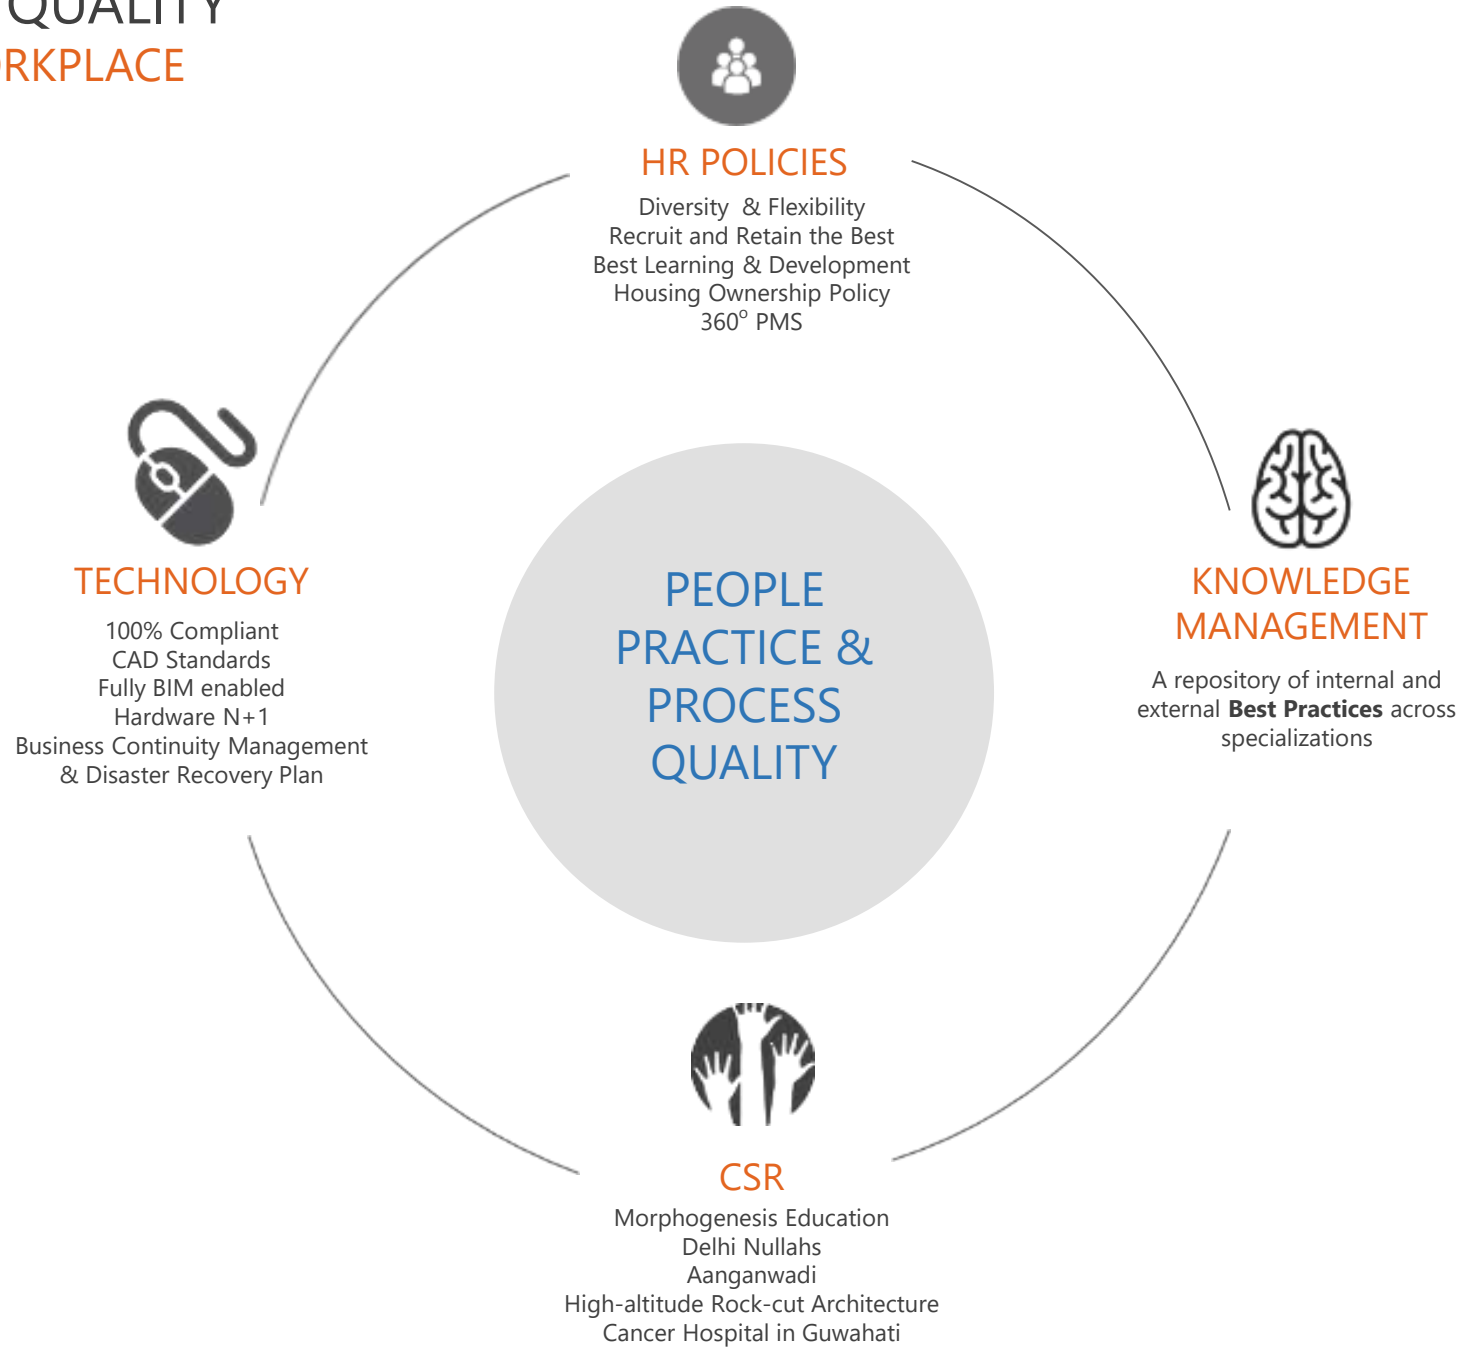 QUALITY
RKPLACE
HR POLICIES
Diversity & Flexibility
Recruit and Retain the Best
Best Learning & Development
Housing Ownership Policy
360° PMS
TECHNOLOGY
100% Compliant
CAD Standards
Fully BIM enabled
Hardware N+1
Business Continuity Management
& Disaster Recovery Plan
PEOPLE
PRACTICE &
PROCESS
QUALITY
KNOWLEDGE
MANAGEMENT
A repository of internal and
external Best Practices across
specializations
CSR
Morphogenesis Education
Delhi Nullahs
Aanganwadi
High-altitude Rock-cut Architecture
Cancer Hospital in Guwahati